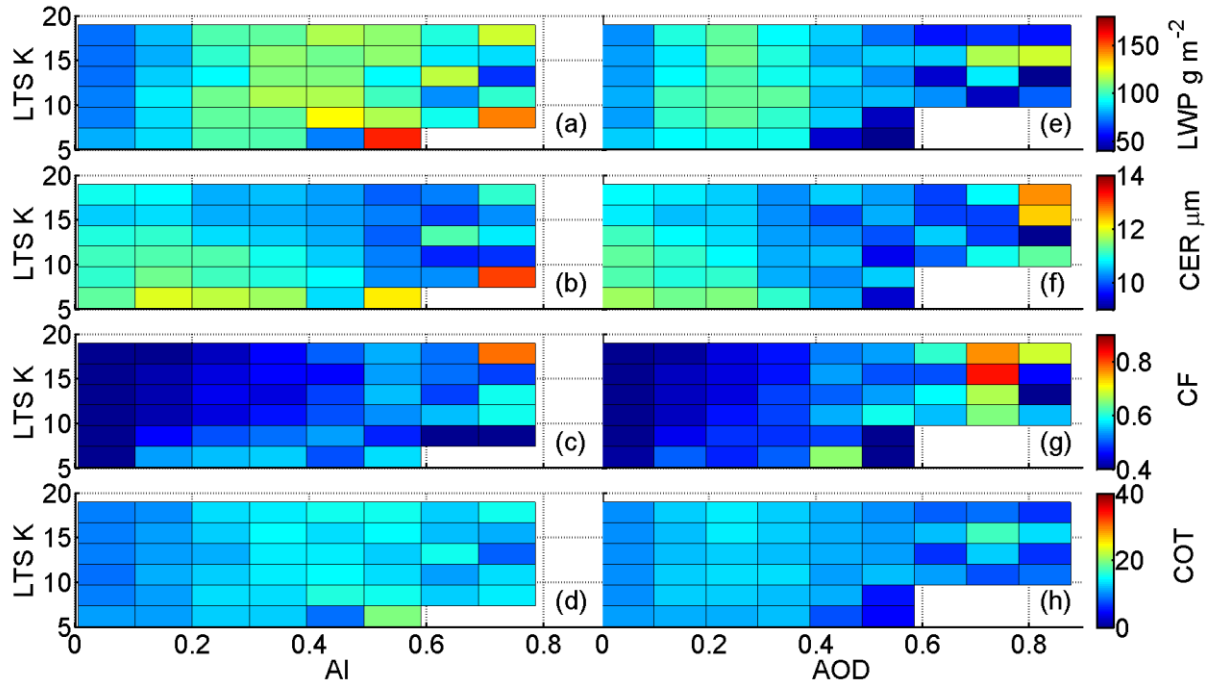 20
15
10
5
LTS K
(a)
(e)
150
100
50
LWP g m-2
20
15
10
5
LTS K
(b)
(f)
14
12
10
CER μm
20
15
10
5
LTS K
(c)
(g)
0.8
0.6
0.4
CF
20
15
10
5
LTS K
(d)
(h)
40
20
0
COT
0 0.2 0.4 0.6 0.8
AI
0 0.2 0.4 0.6 0.8
AOD